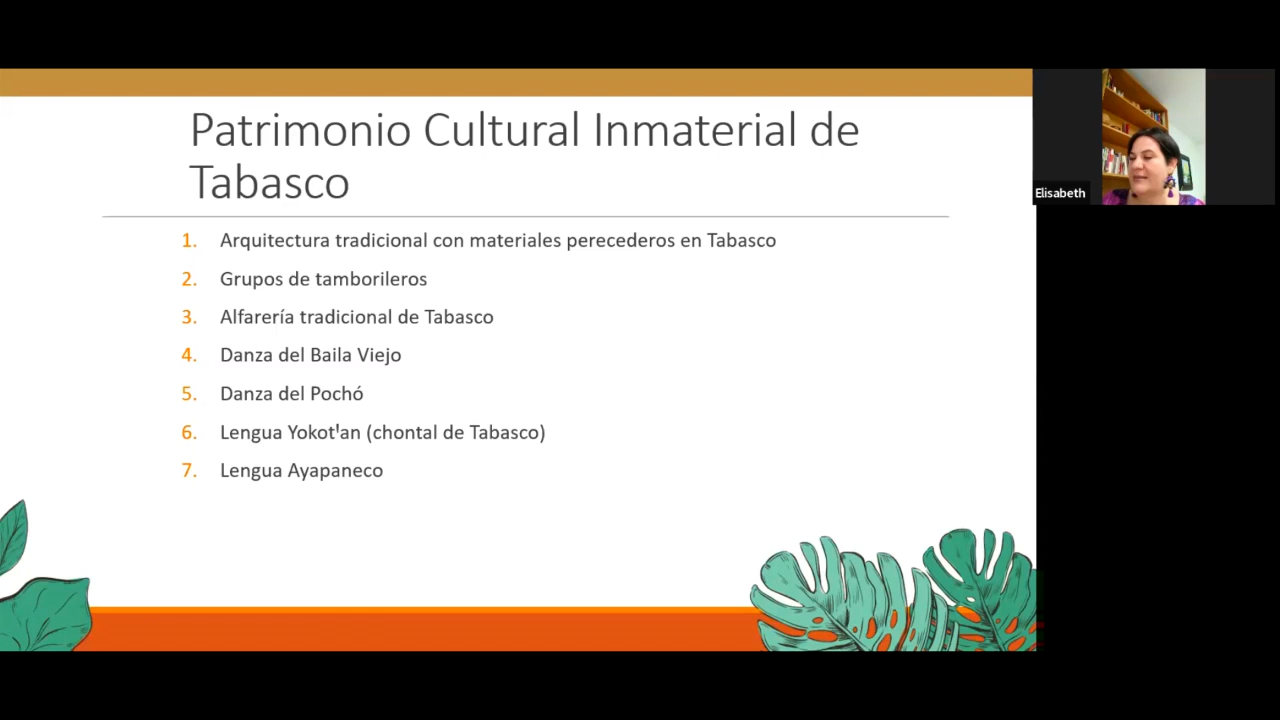 Patrimonio Cultural Inmaterial de
Tabasco
1. Arquitectura tradicional con materiales perecederos en Tabasco
2. Grupos de tamborileros
3. Alfarería tradicional de Tabasco
4. Danza del Baila Viejo
5. Danza del Pochó
6. Lengua Yokotꞌan (chontal de Tabasco)
7. Lengua Ayapaneco
Elisabeth